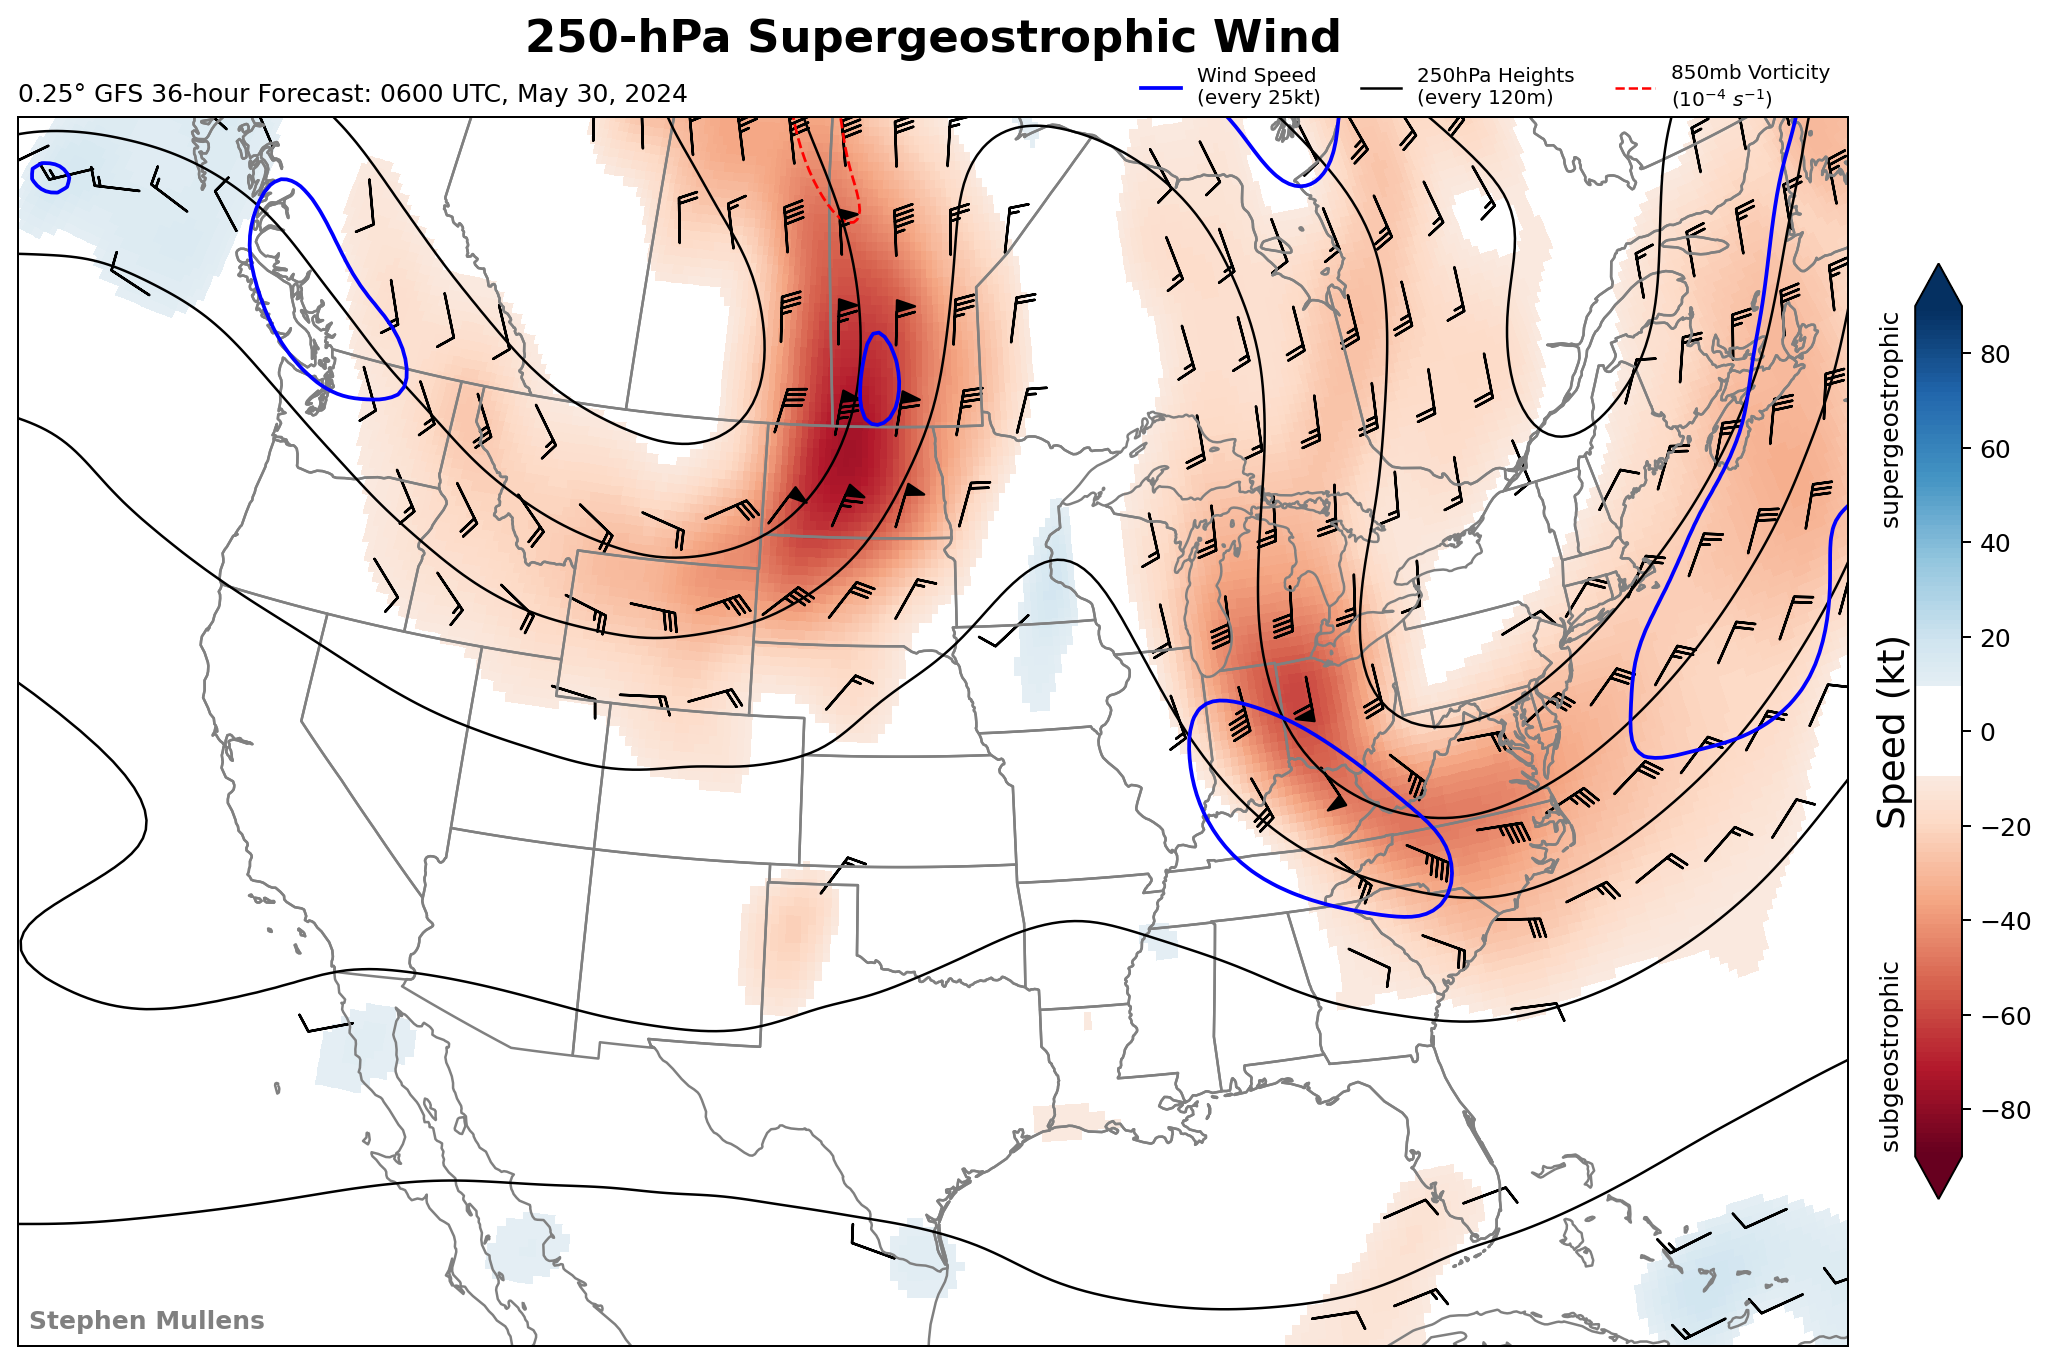 250-hPa Supergeostrophic Wind
0.25° GFS 36-hour Forecast: 0600 UTC, May 30, 2024
Wind Speed
(every 25kt)
250hPa Heights
(every 120m)
850mb Vorticity
(10⁻⁴ s⁻¹)
supergeostrophic
Speed (kt)
subgeostrophic
80
60
40
20
0
−20
−40
−60
−80
Stephen Mullens